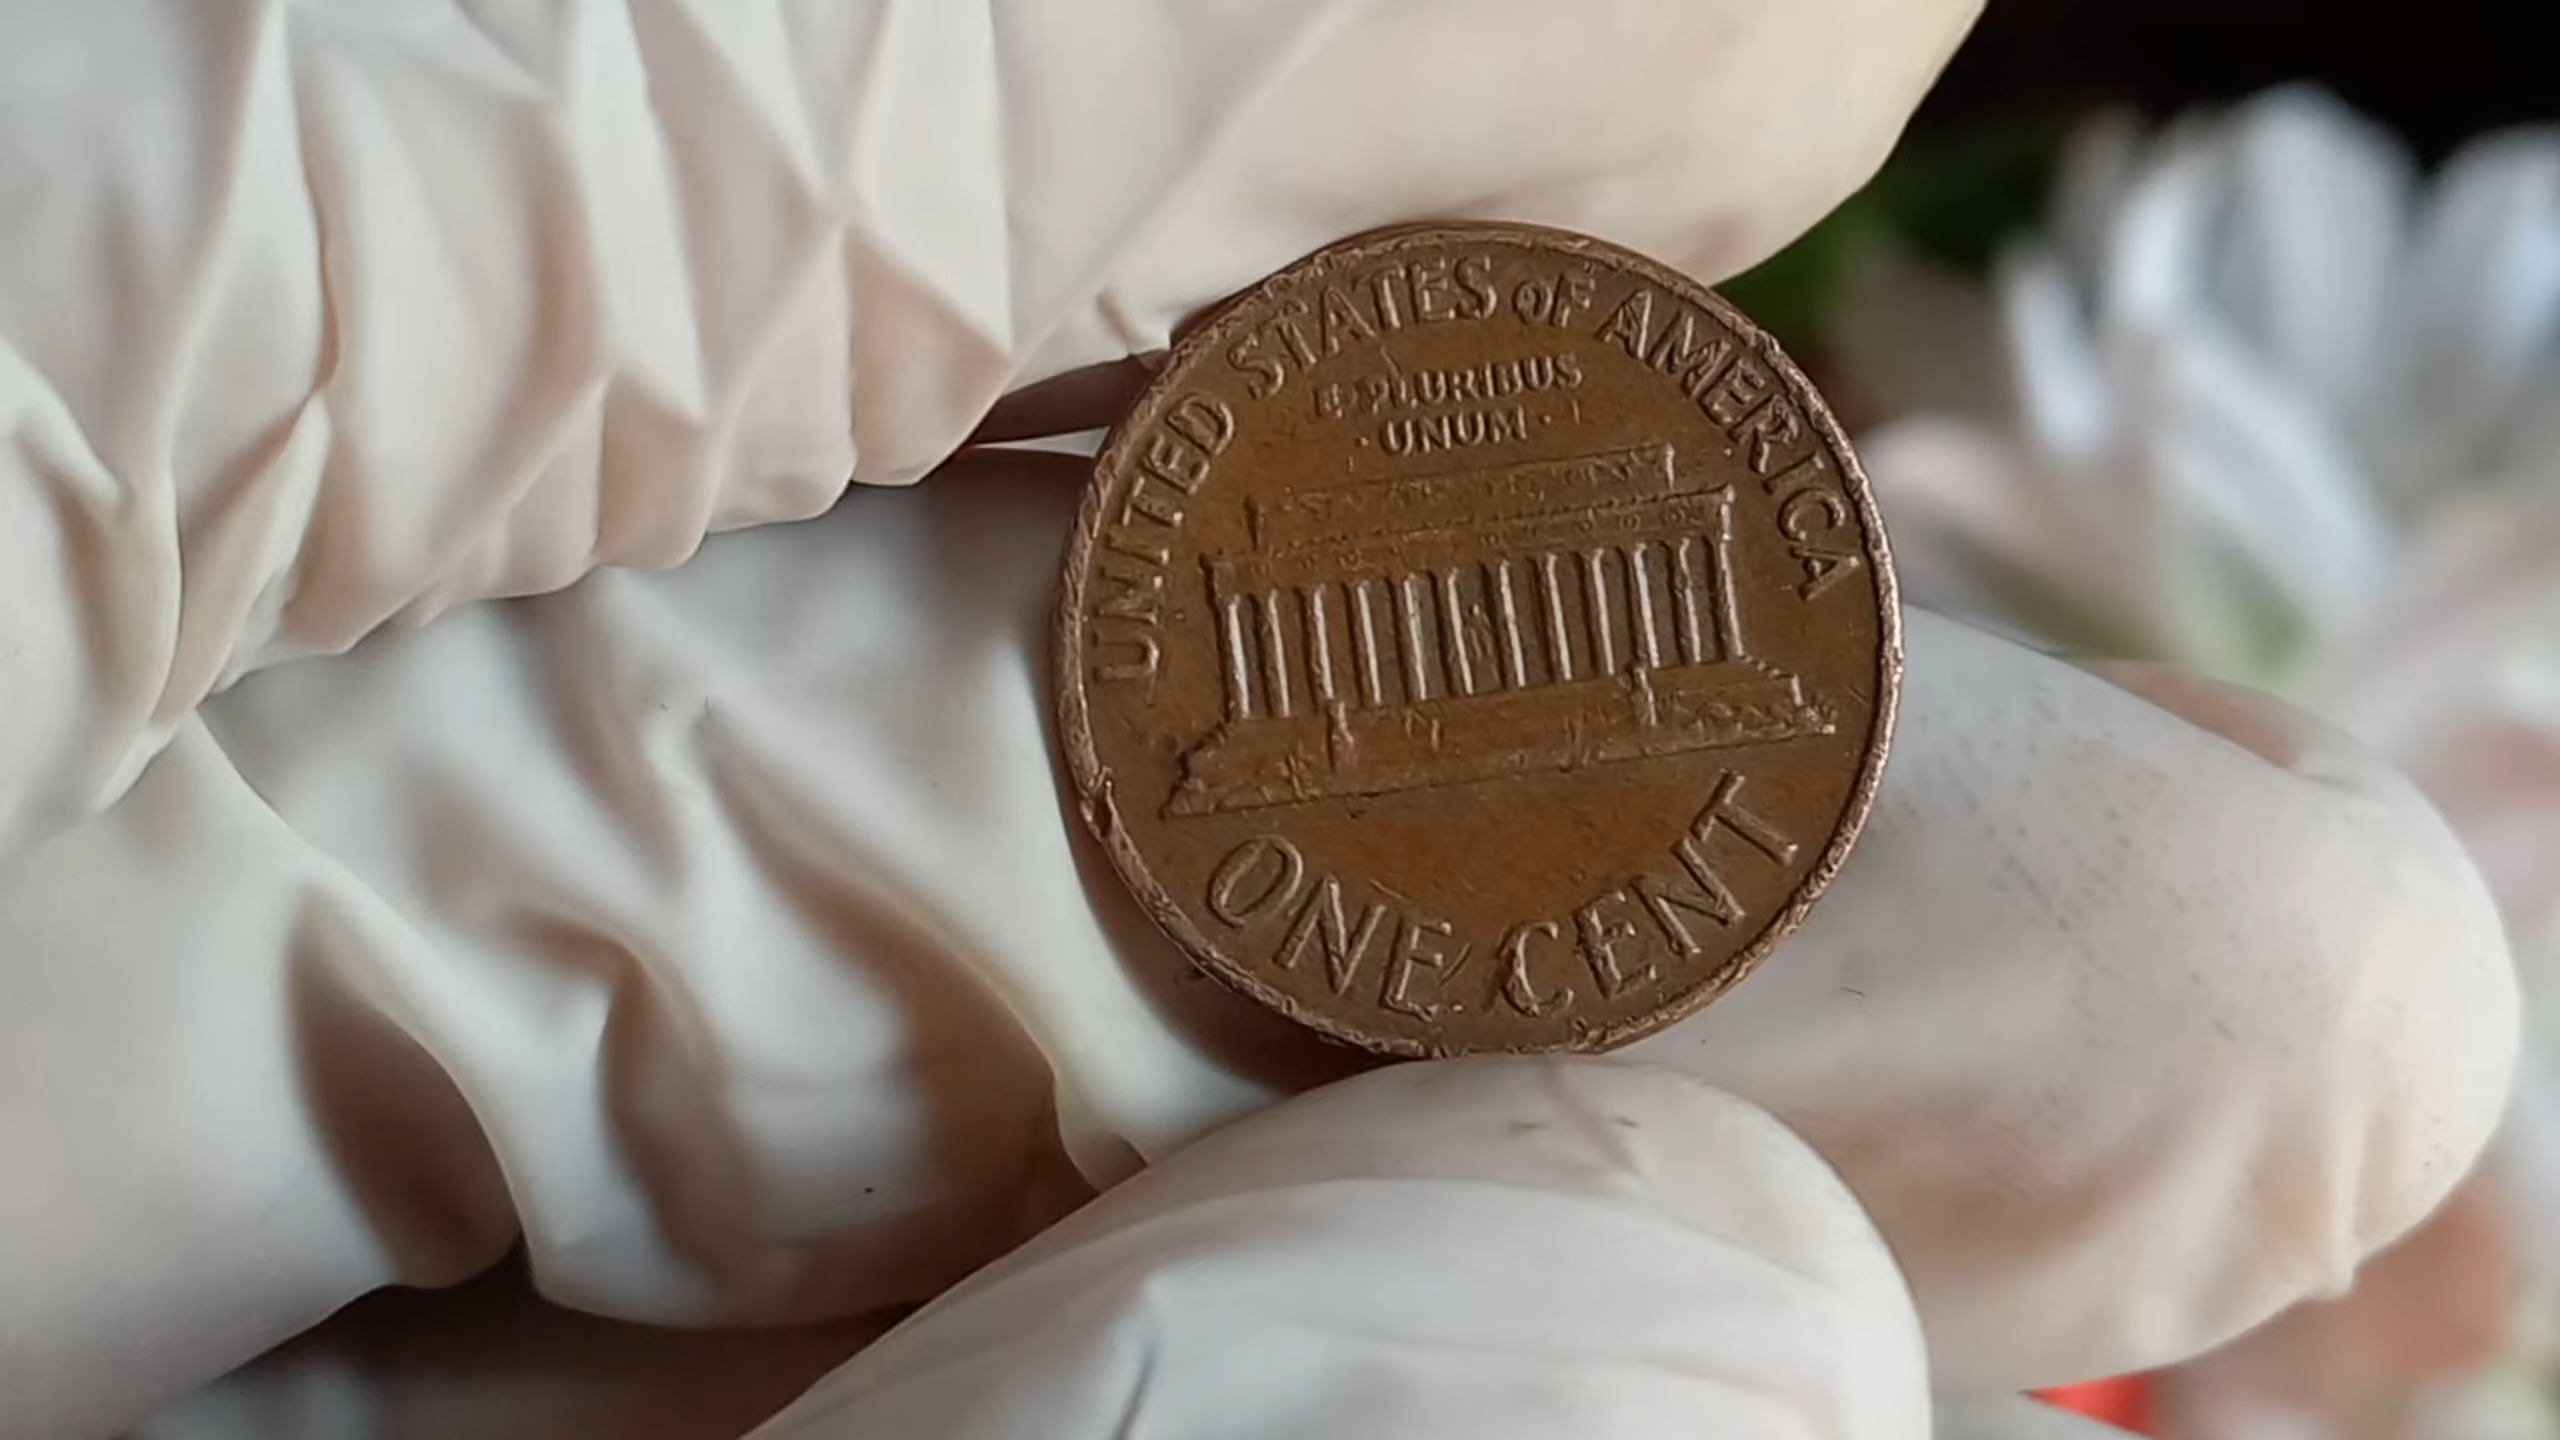 UNITED STATES OF AMERICA
E PLURIBUS
· UNUM ·
ONE CENT